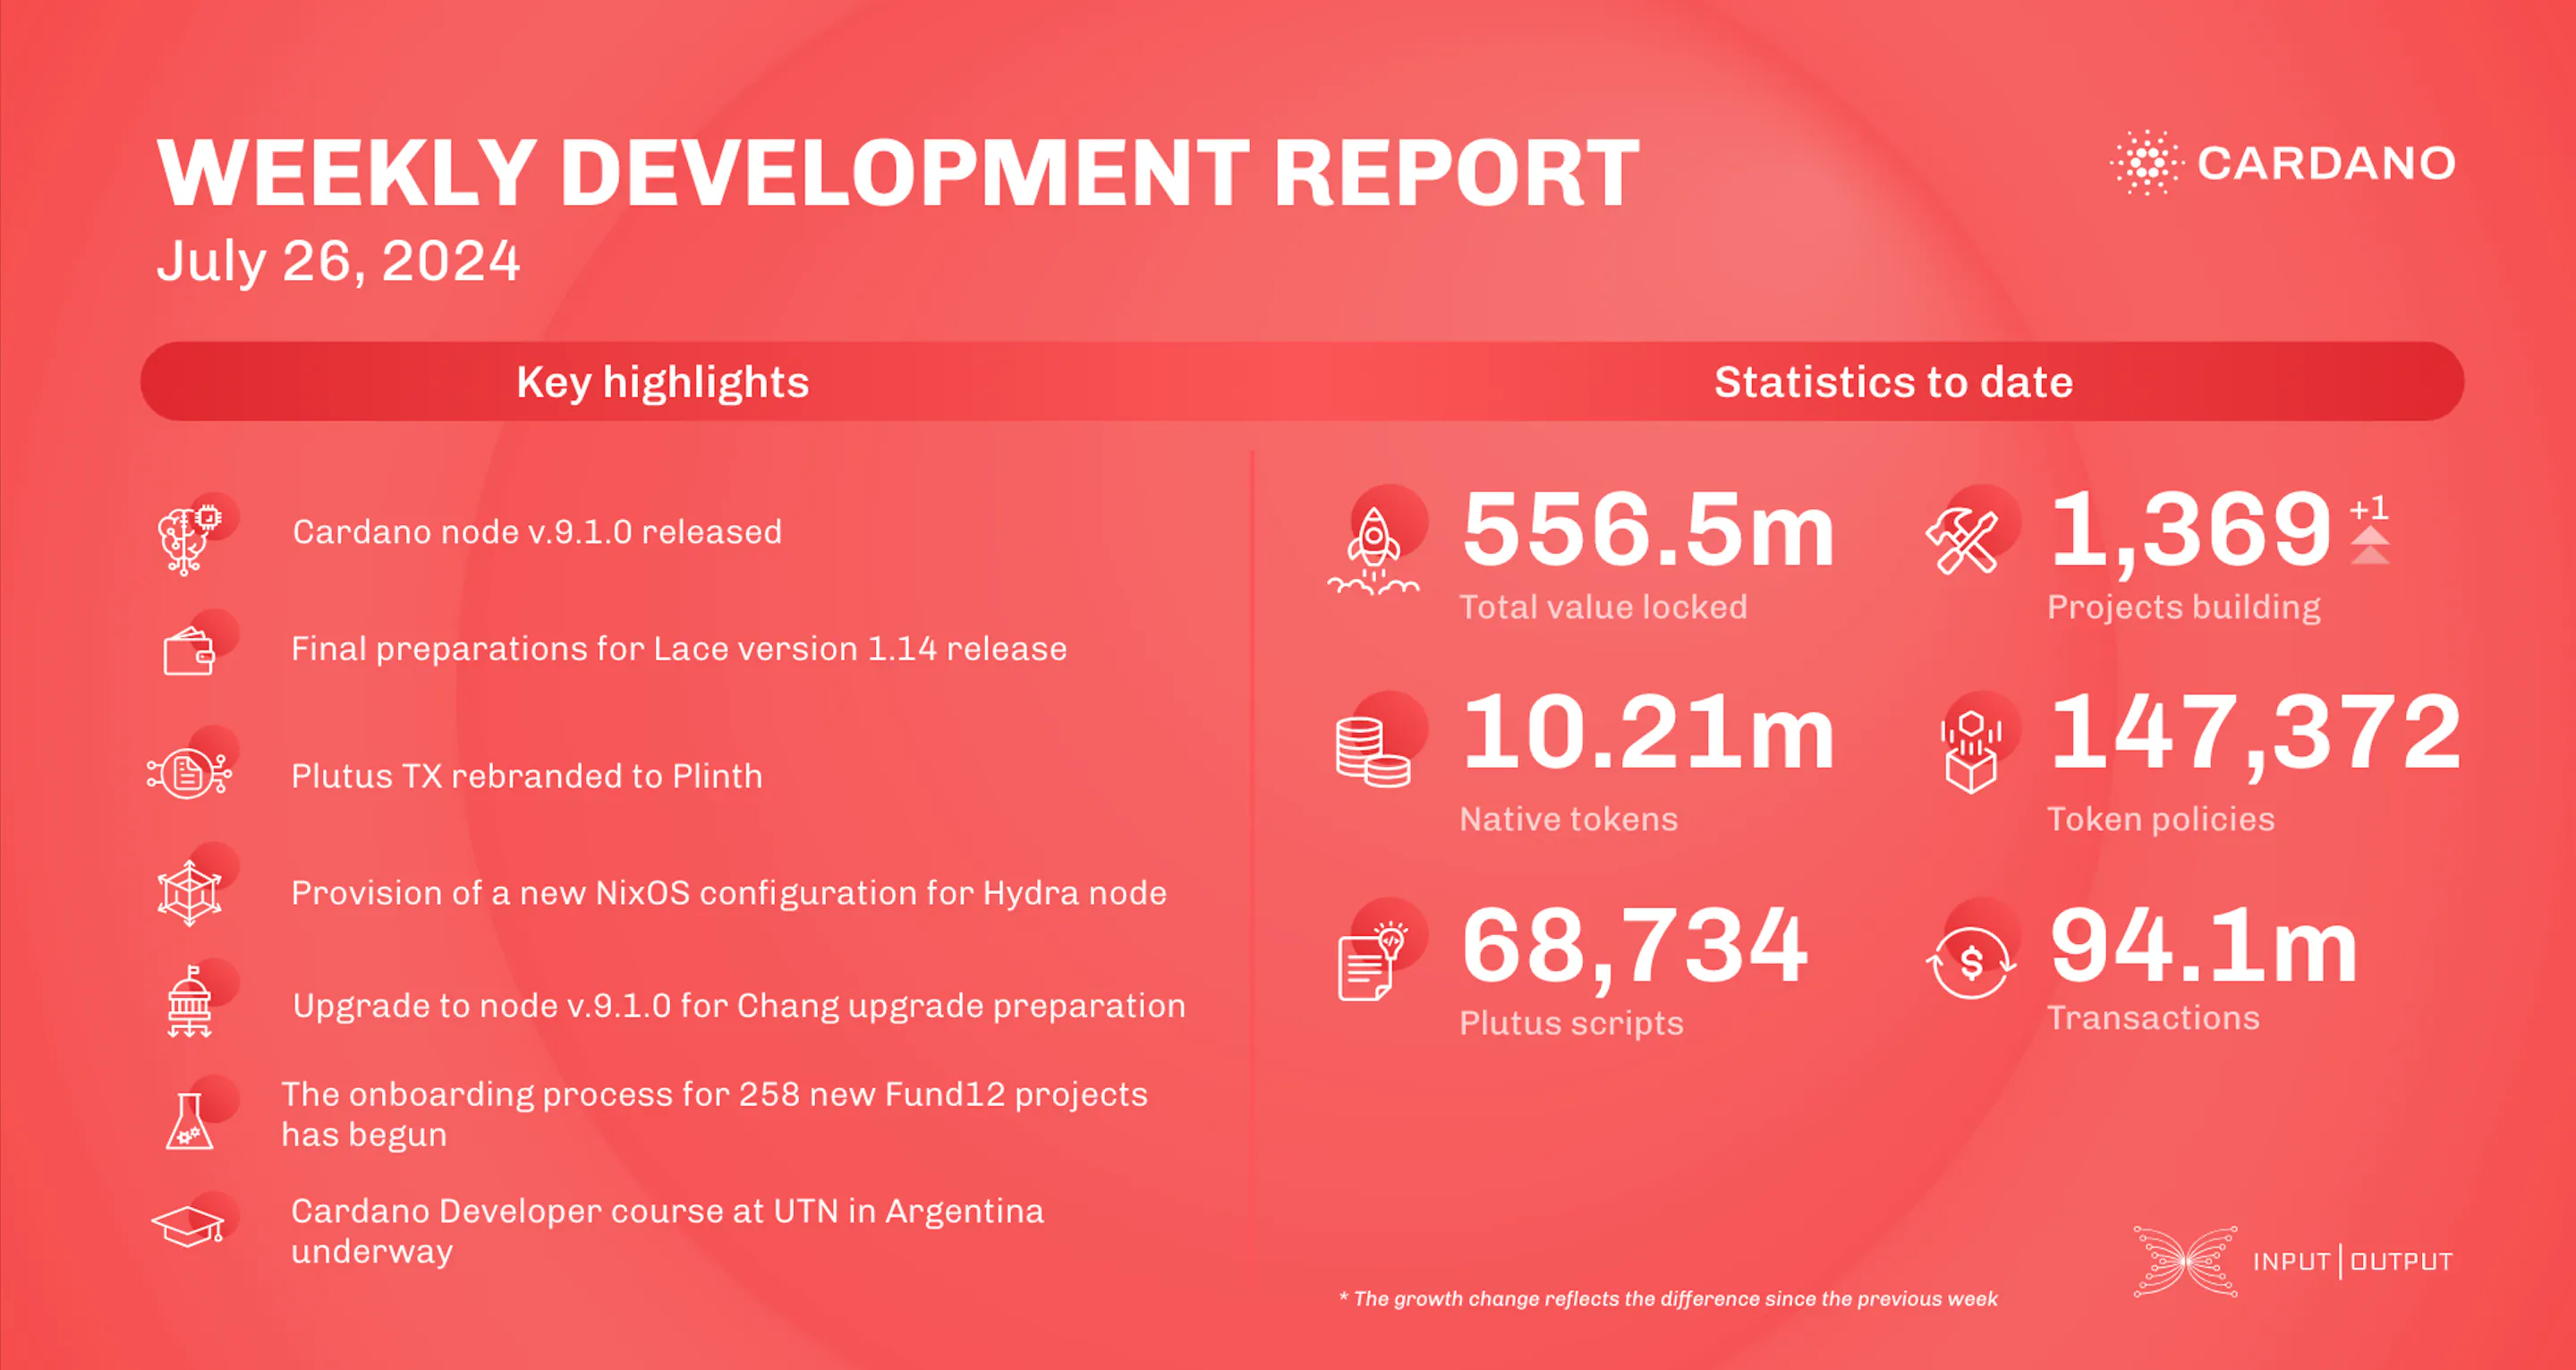 WEEKLY DEVELOPMENT REPORT
July 26, 2024
CARDANO
Key highlights
Statistics to date
Cardano node v.9.1.0 released
Final preparations for Lace version 1.14 release
Plutus TX rebranded to Plinth
Provision of a new NixOS configuration for Hydra node
Upgrade to node v.9.1.0 for Chang upgrade preparation
The onboarding process for 258 new Fund12 projects
has begun
Cardano Developer course at UTN in Argentina
underway
556.5m
Total value locked
1,369 +1
Projects building
10.21m
Native tokens
147,372
Token policies
68,734
Plutus scripts
94.1m
Transactions
* The growth change reflects the difference since the previous week
INPUT | OUTPUT